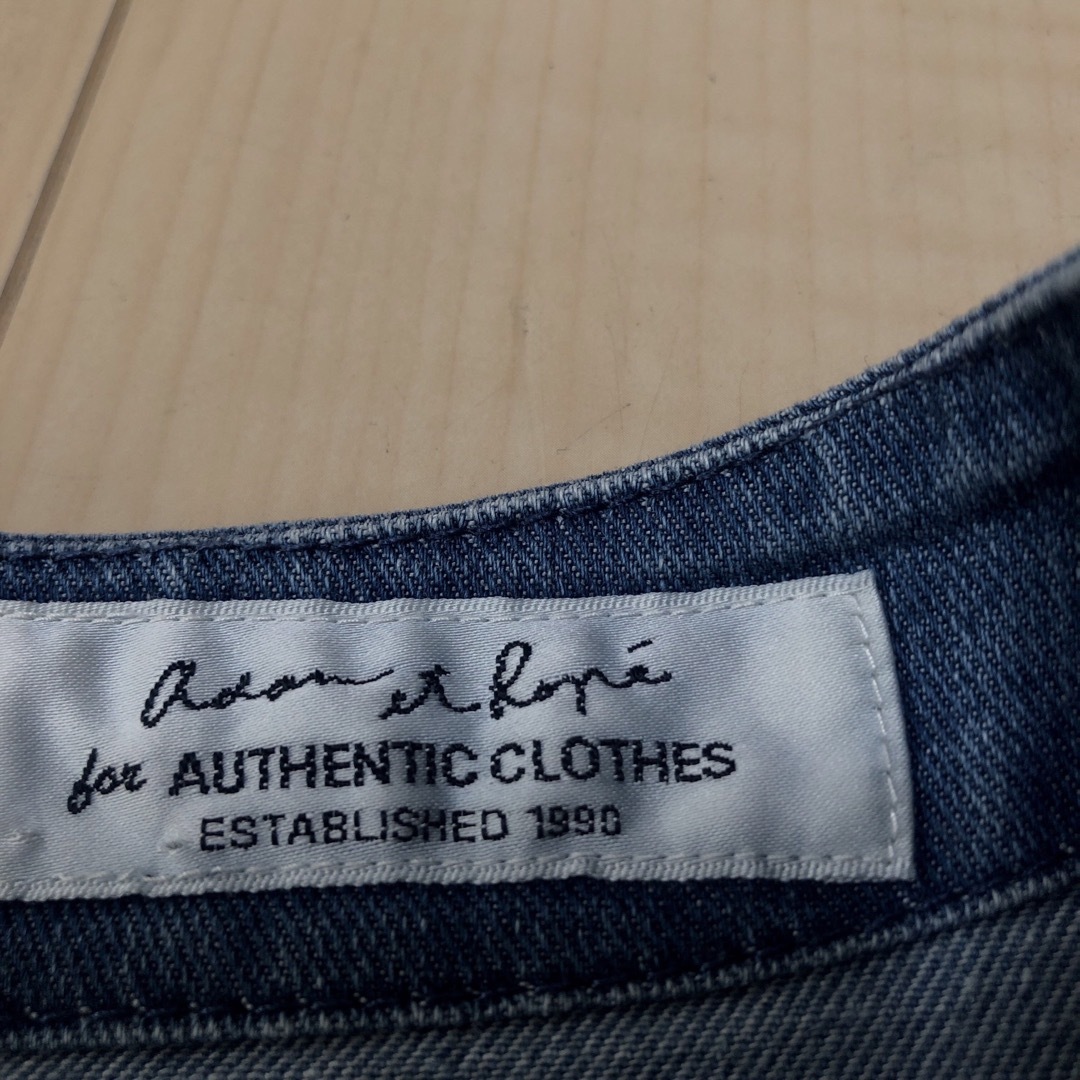 Adam et Ropé
for AUTHENTIC CLOTHES
ESTABLISHED 1990